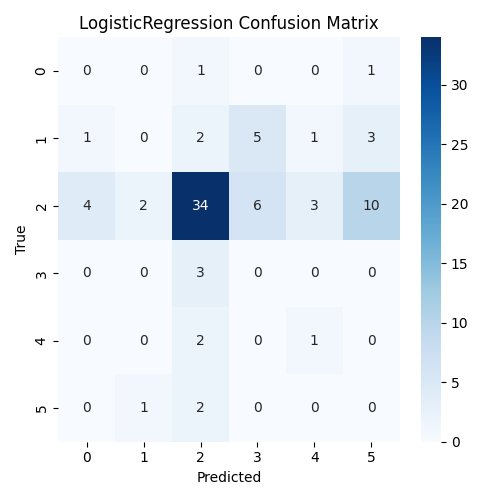 LogisticRegression Confusion Matrix
0 0 0 1 0 0 1
1 1 0 2 5 1 3
2 4 2 34 6 3 10
3 0 0 3 0 0 0
4 0 0 2 0 1 0
5 0 1 2 0 0 0
0 1 2 3 4 5
True
Predicted
30
25
20
15
10
5
0